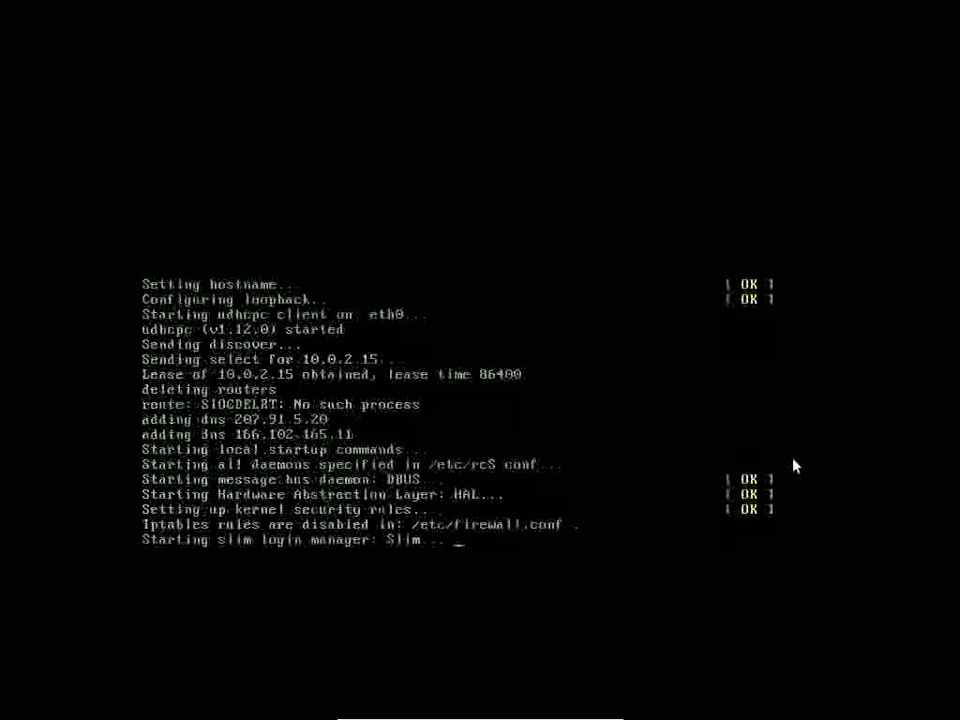 Setting hostname... [ OK ]
Configuring loopback.. [ OK ]
Starting udhcpc client on eth0...
udhcpc (v1.12.0) started
Sending discover...
Sending select for 10.0.2.15...
Lease of 10.0.2.15 obtained, lease time 86400
deleting routers
route: SIOCDELRT: No such process
adding dns 207.91.5.20
adding dns 166.102.165.11
Starting local startup commands...
Starting all daemons specified in /etc/rcS.conf...
Starting message bus daemon: DBUS... [ OK ]
Starting Hardware Abstraction Layer: HAL... [ OK ]
Setting up kernel security rules.. [ OK ]
Iptables rules are disabled in: /etc/firewall.conf .
Starting slim login manager: Slim... _